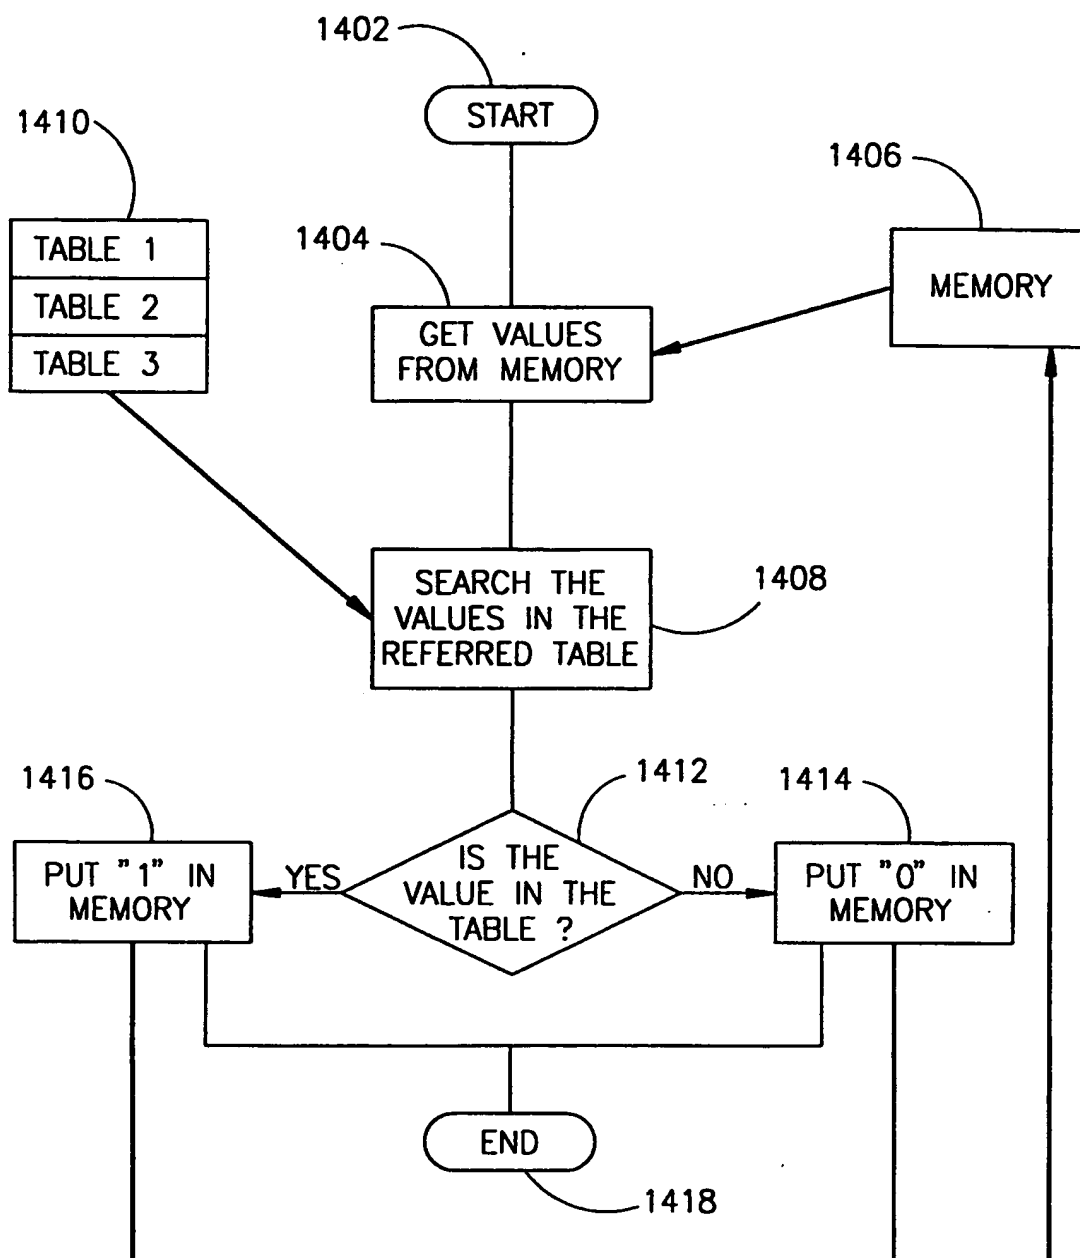 1402
START
1410
1406
1404
TABLE 1
TABLE 2
TABLE 3
MEMORY
GET VALUES
FROM MEMORY
SEARCH THE
VALUES IN THE
REFERRED TABLE
1408
1416
1412
1414
PUT "1" IN
MEMORY
YES
IS THE
VALUE IN THE
TABLE ?
NO
PUT "0" IN
MEMORY
END
1418